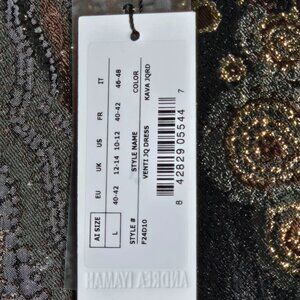 AI SIZE EU UK US FR IT
L 40-42 12-14 10-12 40-42 46-48
STYLE # STYLE NAME COLOR
F24D10 VENTI JQ DRESS KAVA JQRD
8 42829 05544 7
ANDREA IYAMAH